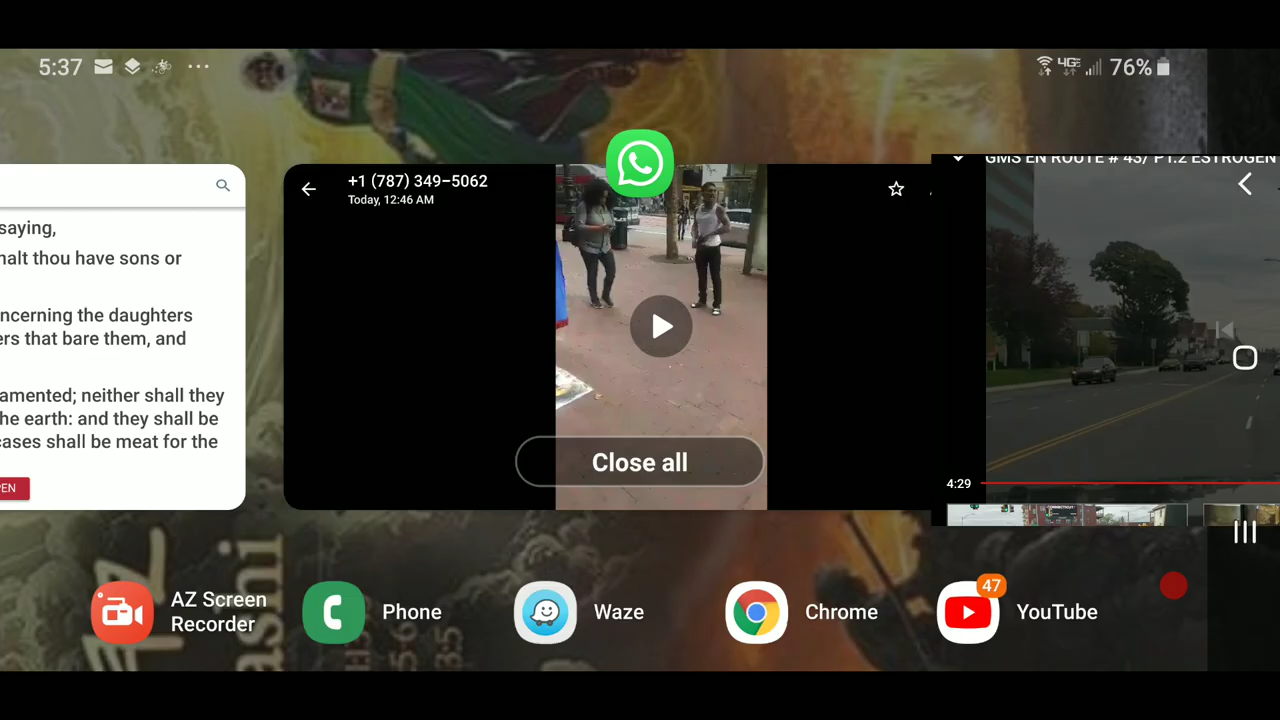 5:37
4G
76%
GMS EN ROUTE # 43/ PT.2 ESTROGEN
saying,
halt thou have sons or
ncerning the daughters
ers that bare them, and
amented; neither shall they
he earth: and they shall be
cases shall be meat for the
PEN
+1 (787) 349-5062
Today, 12:46 AM
Close all
4:29
AZ Screen
Recorder
Phone
Waze
Chrome
47
YouTube